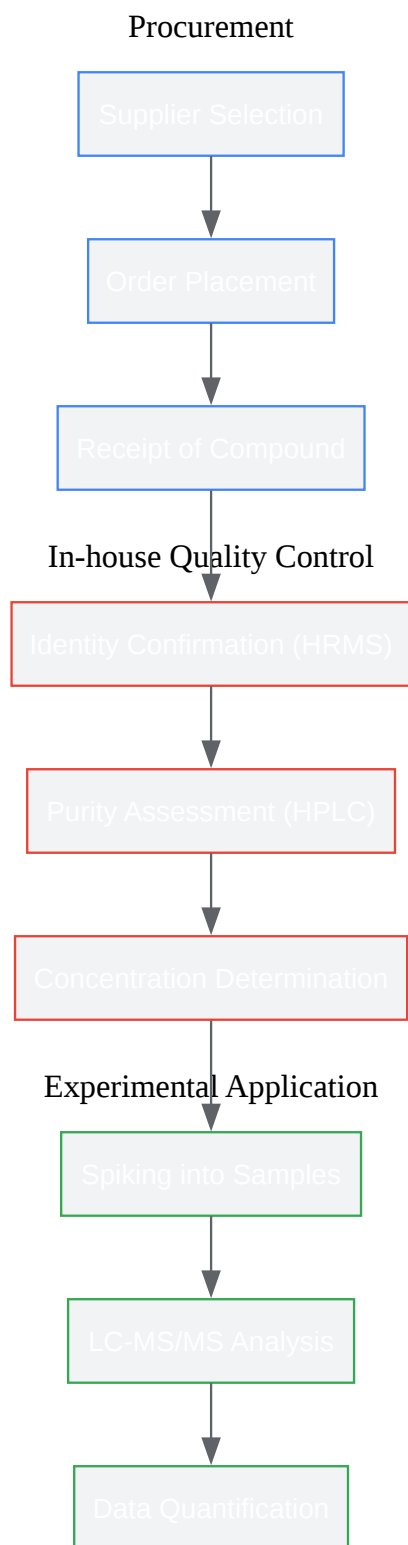 Procurement
Supplier Selection
Order Placement
Receipt of Compound
In-house Quality Control
Identity Confirmation (HRMS)
Purity Assessment (HPLC)
Concentration Determination
Experimental Application
Spiking into Samples
LC-MS/MS Analysis
Data Quantification